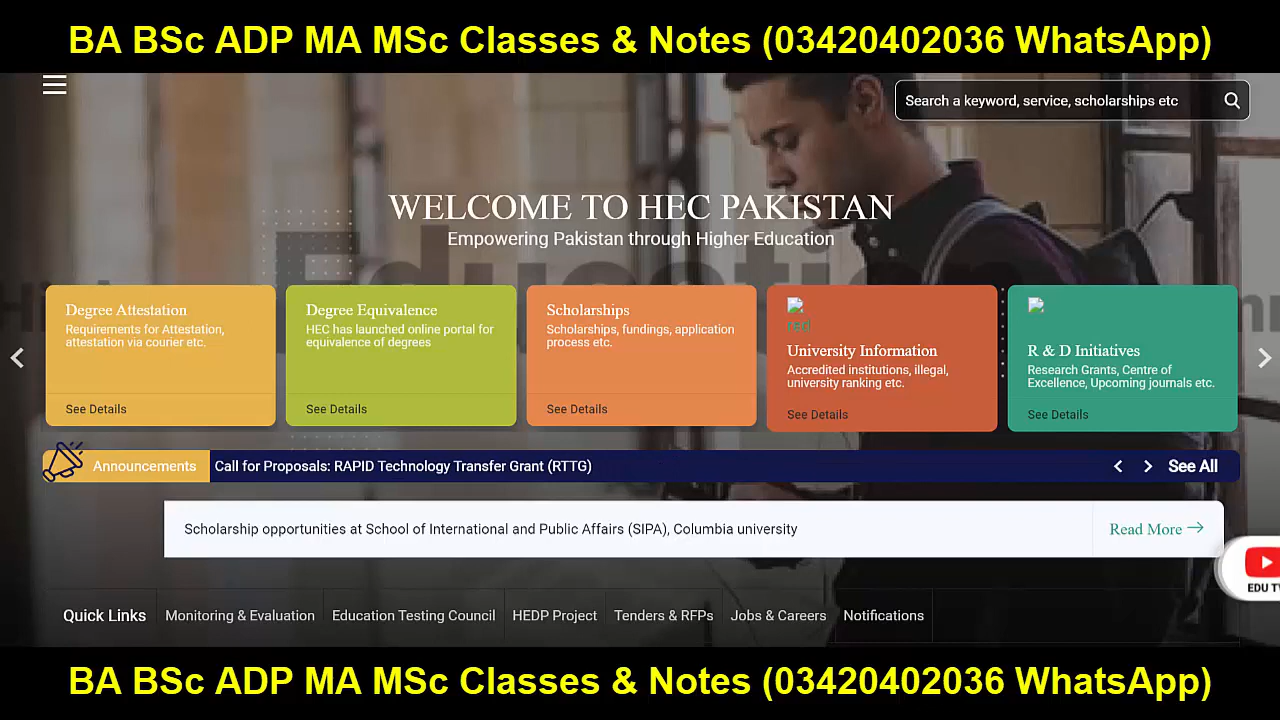 BA BSc ADP MA MSc Classes & Notes (03420402036 WhatsApp)
Search a keyword, service, scholarships etc
WELCOME TO HEC PAKISTAN
Empowering Pakistan through Higher Education
Education
Degree Attestation
Requirements for Attestation,
attestation via courier etc.
See Details
Degree Equivalence
HEC has launched online portal for
equivalence of degrees
See Details
Scholarships
Scholarships, fundings, application
process etc.
See Details
red
University Information
Accredited institutions, illegal,
university ranking etc.
See Details
R & D Initiatives
Research Grants, Centre of
Excellence, Upcoming journals etc.
See Details
Announcements
Call for Proposals: RAPID Technology Transfer Grant (RTTG)
See All
Scholarship opportunities at School of International and Public Affairs (SIPA), Columbia university
Read More
EDU TV
Quick Links
Monitoring & Evaluation
Education Testing Council
HEDP Project
Tenders & RFPs
Jobs & Careers
Notifications
BA BSc ADP MA MSc Classes & Notes (03420402036 WhatsApp)